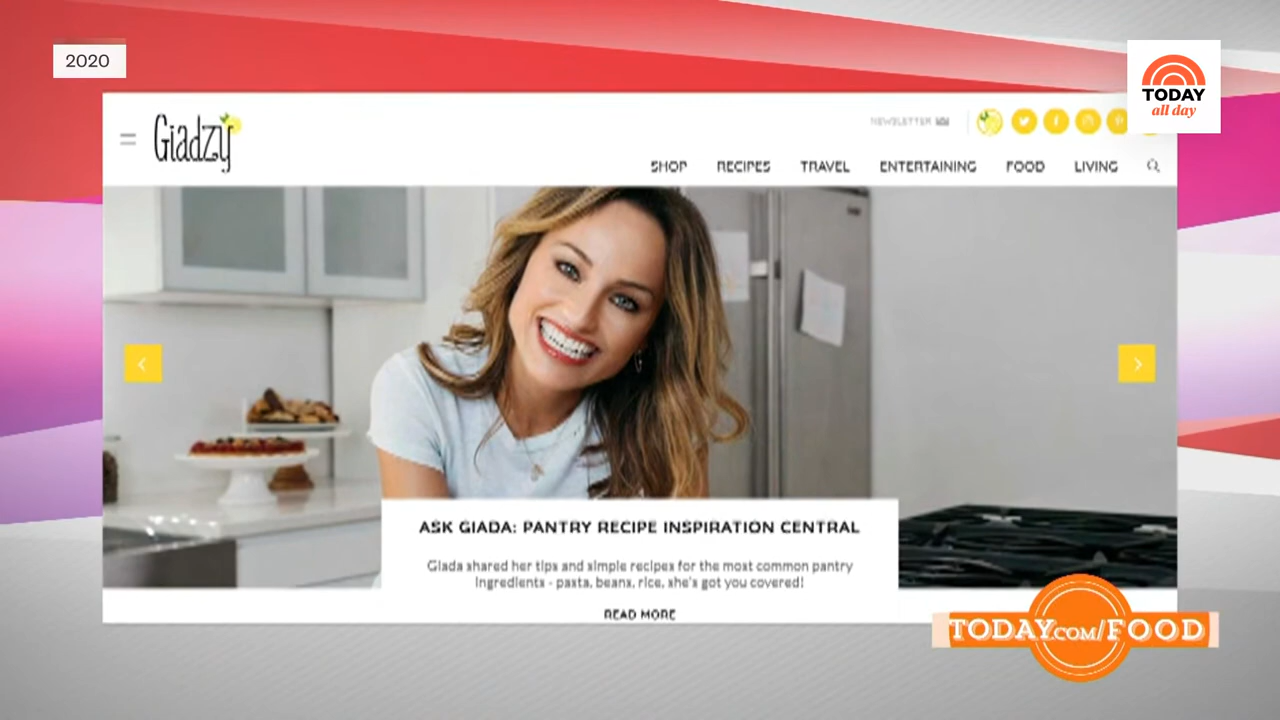 2020
TODAY
all day
Giadzy
NEWSLETTER
SHOP RECIPES TRAVEL ENTERTAINING FOOD LIVING
ASK GIADA: PANTRY RECIPE INSPIRATION CENTRAL
Giada shared her tips and simple recipes for the most common pantry
ingredients - pasta, beans, rice, she's got you covered!
READ MORE
TODAY.COM/FOOD